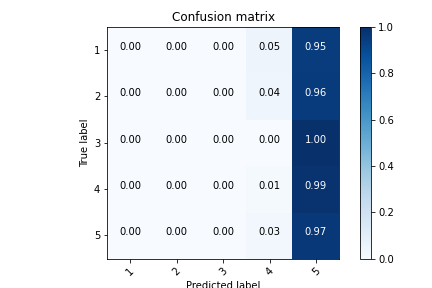 Confusion matrix
1 0.00 0.00 0.00 0.05 0.95
2 0.00 0.00 0.00 0.04 0.96
3 0.00 0.00 0.00 0.00 1.00
4 0.00 0.00 0.00 0.01 0.99
5 0.00 0.00 0.00 0.03 0.97
True label
1 2 3 4 5
Predicted label
1.0
0.8
0.6
0.4
0.2
0.0